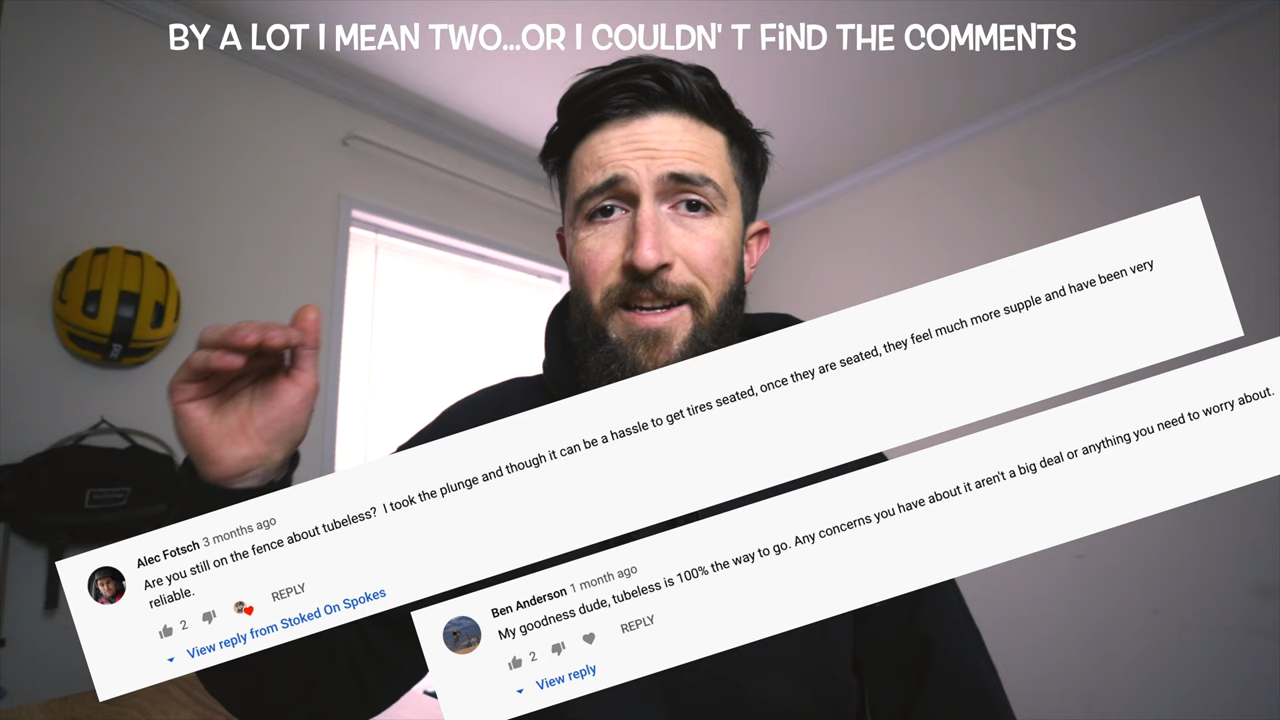 BY A LOT I MEAN TWO...OR I COULDN' T FIND THE COMMENTS
poc
Alec Fotsch 3 months ago
Are you still on the fence about tubeless? I took the plunge and though it can be a hassle to get tires seated, once they are seated, they feel much more supple and have been very
reliable.
2 REPLY
View reply from Stoked On Spokes
Ben Anderson 1 month ago
My goodness dude, tubeless is 100% the way to go. Any concerns you have about it aren't a big deal or anything you need to worry about.
2 REPLY
View reply